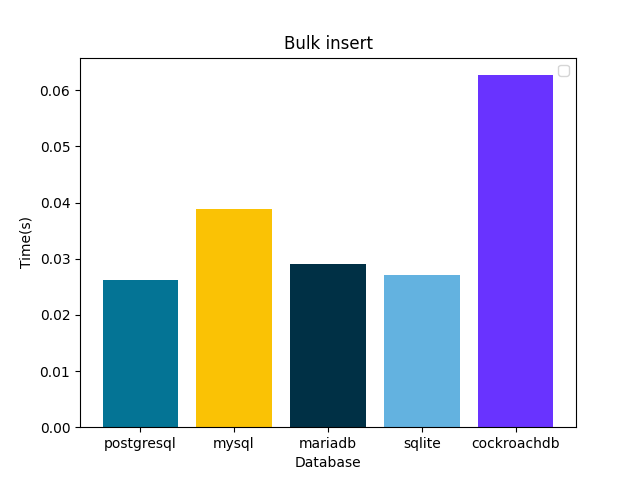 Bulk insert
Time(s)
0.06
0.05
0.04
0.03
0.02
0.01
0.00
postgresql mysql mariadb sqlite cockroachdb
Database